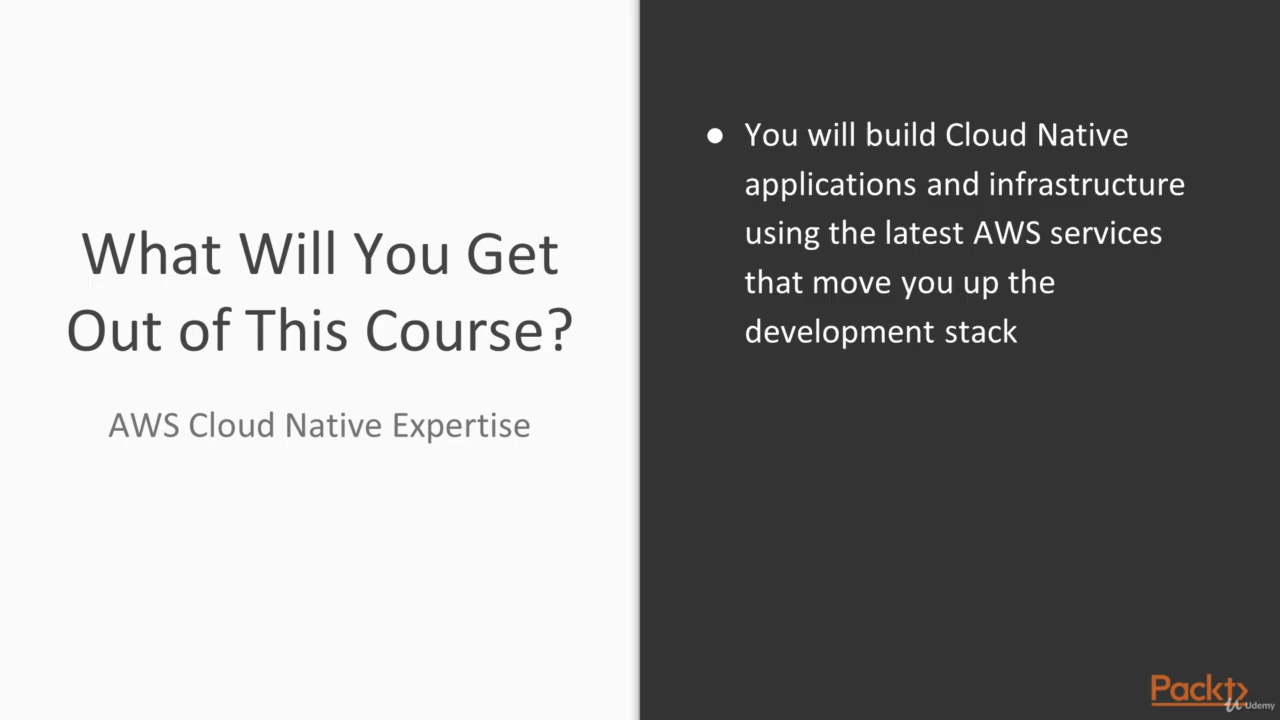 What Will You Get
Out of This Course?
AWS Cloud Native Expertise
● You will build Cloud Native
applications and infrastructure
using the latest AWS services
that move you up the
development stack
Packt
Udemy